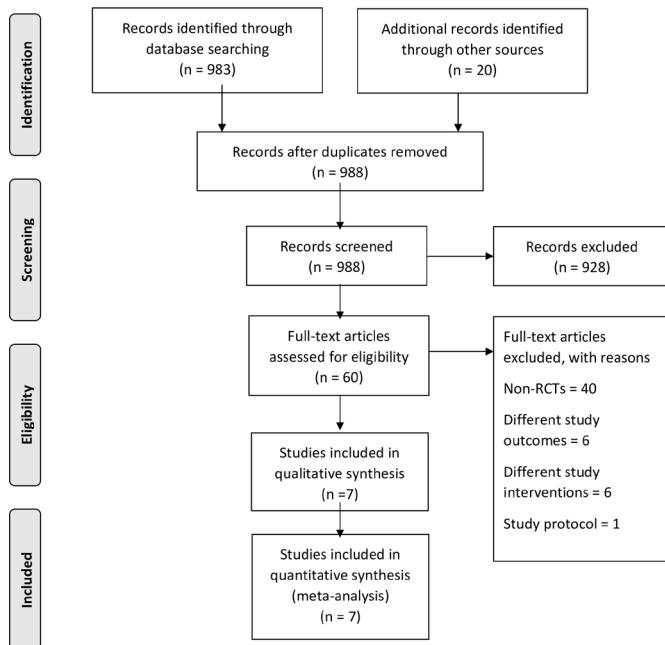 Identification
Records identified through
database searching
(n = 983)
Additional records identified
through other sources
(n = 20)
Records after duplicates removed
(n = 988)
Screening
Records screened
(n = 988)
Records excluded
(n = 928)
Eligibility
Full-text articles
assessed for eligibility
(n = 60)
Full-text articles
excluded, with reasons
Non-RCTs = 40
Different study
outcomes = 6
Different study
interventions = 6
Study protocol = 1
Studies included in
qualitative synthesis
(n =7)
Included
Studies included in
quantitative synthesis
(meta-analysis)
(n = 7)